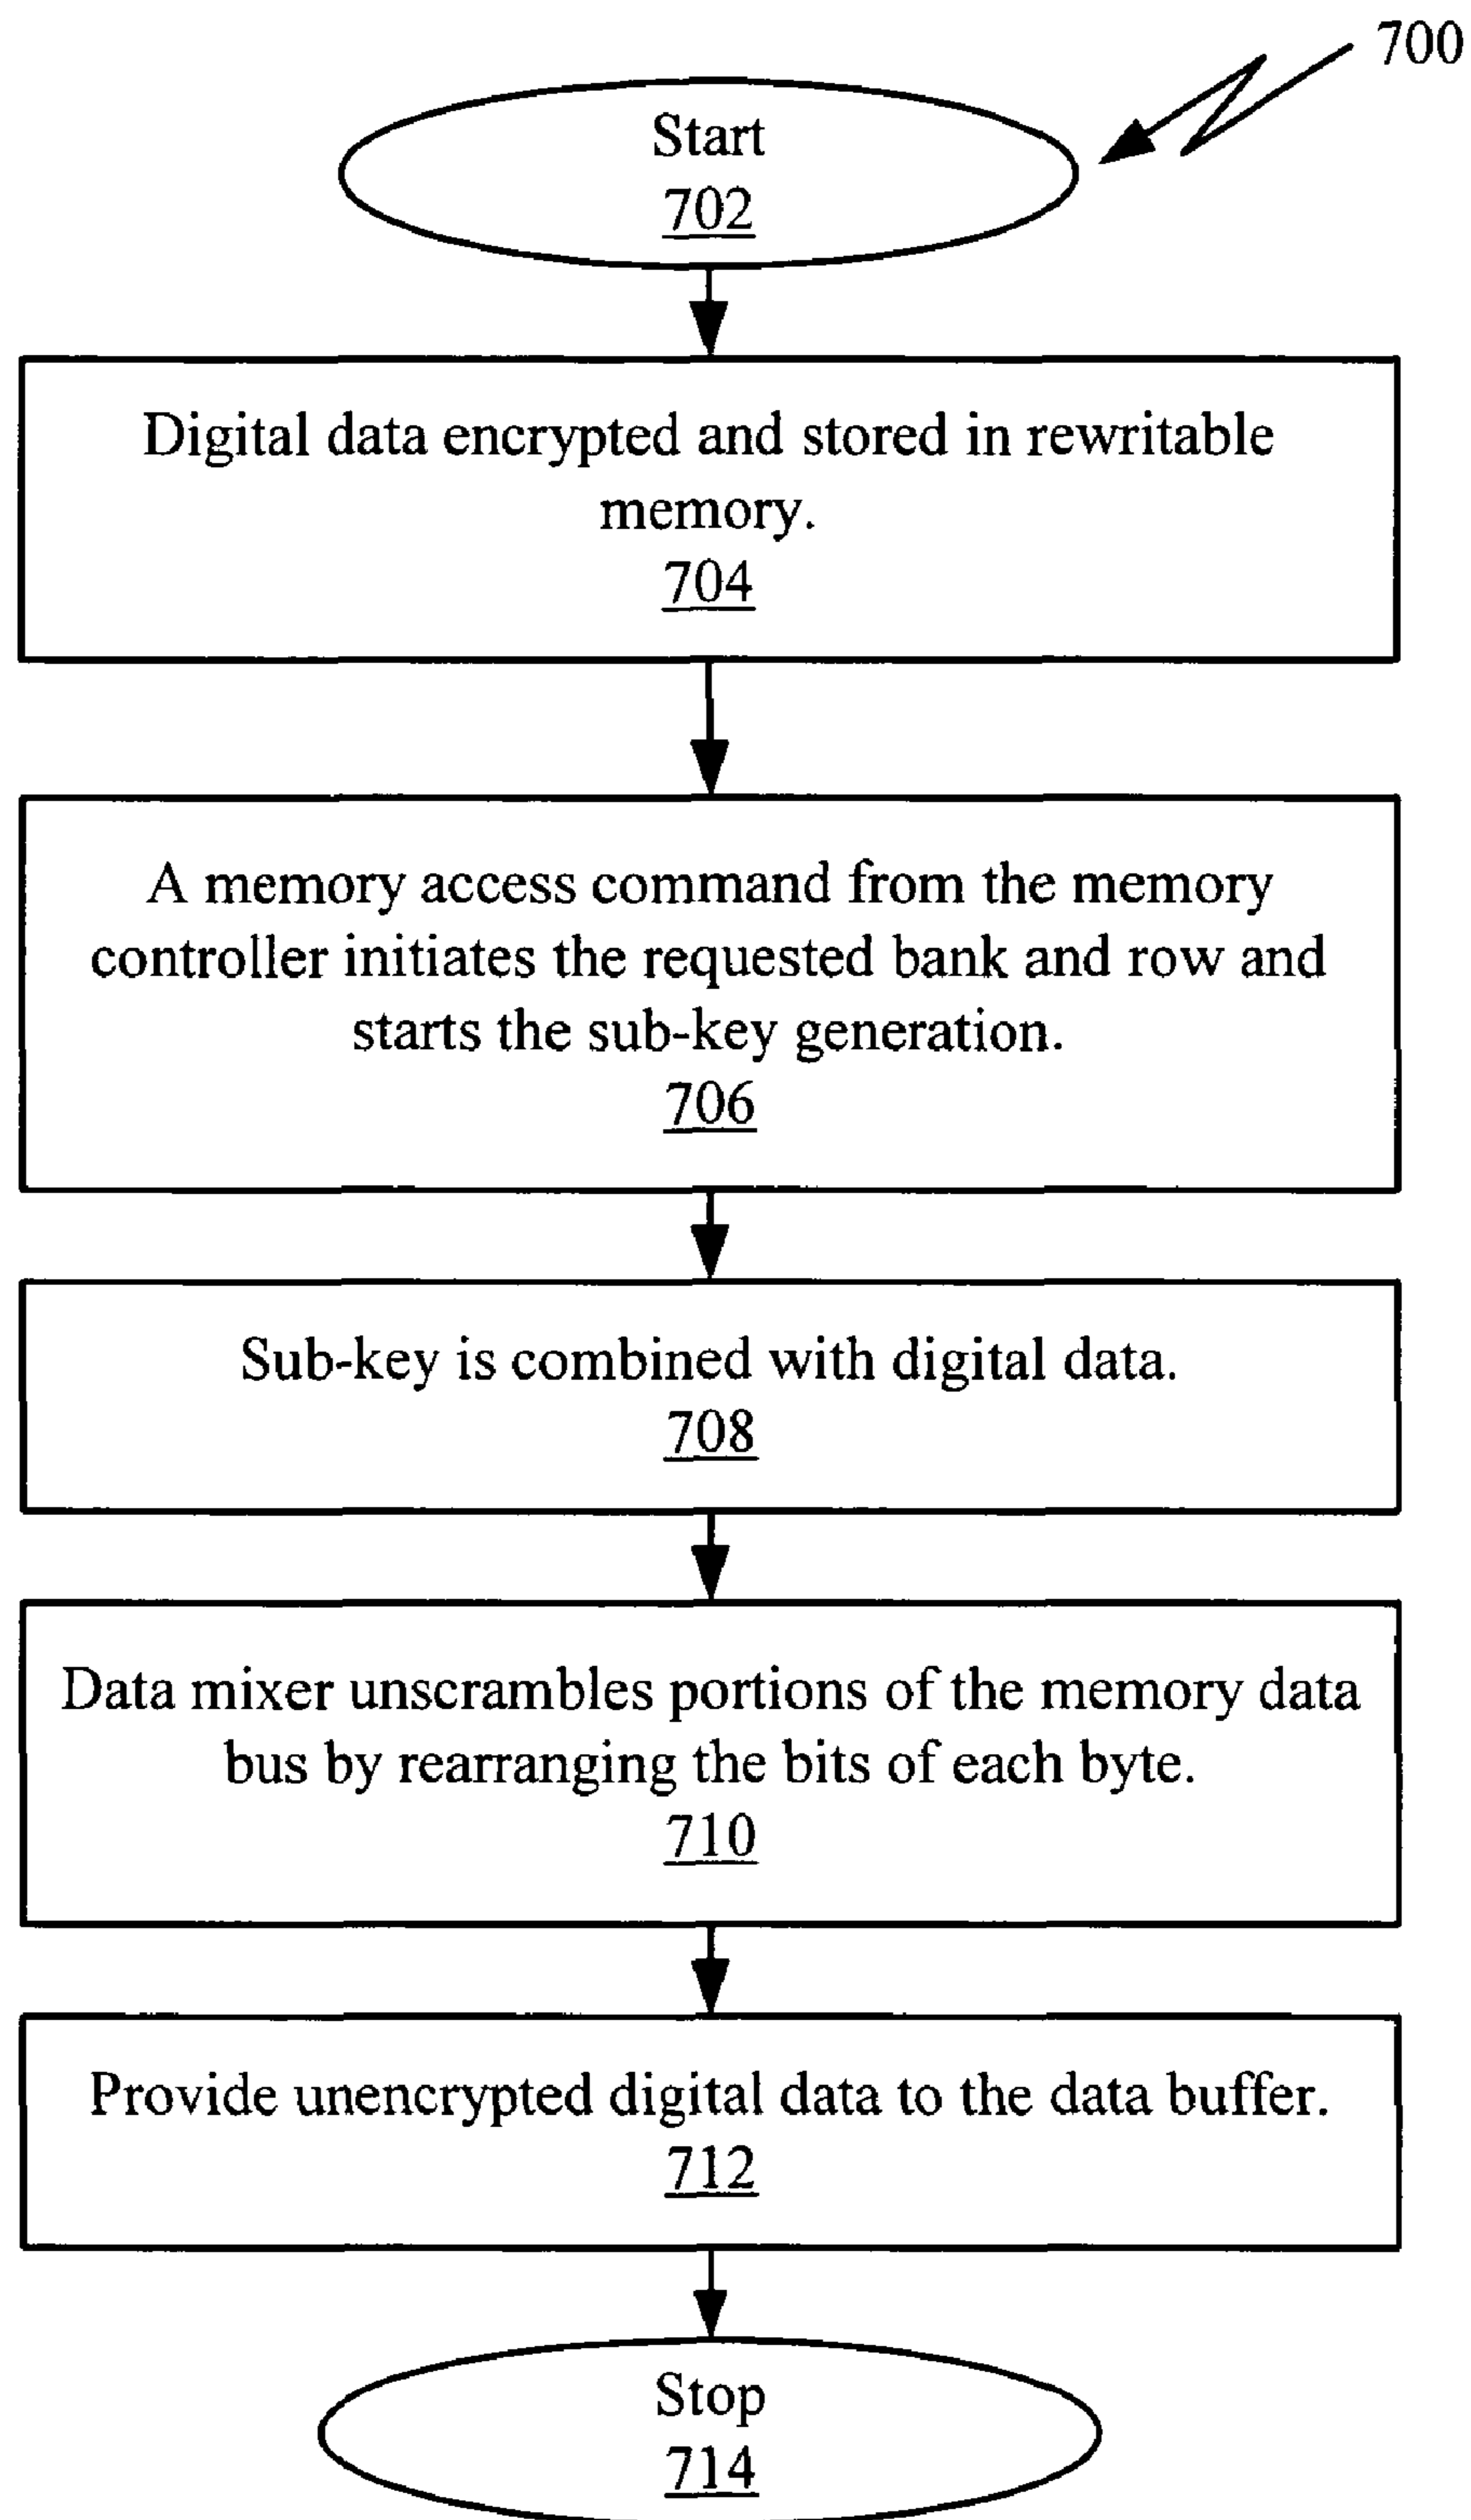 700
Start
702
Digital data encrypted and stored in rewritable
memory.
704
A memory access command from the memory
controller initiates the requested bank and row and
starts the sub-key generation.
706
Sub-key is combined with digital data.
708
Data mixer unscrambles portions of the memory data
bus by rearranging the bits of each byte.
710
Provide unencrypted digital data to the data buffer.
712
Stop
714